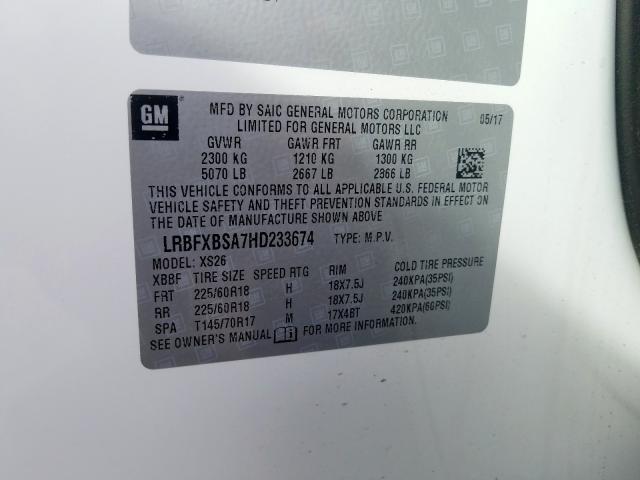 GM
MFD BY SAIC GENERAL MOTORS CORPORATION 05/17
LIMITED FOR GENERAL MOTORS LLC
GVWR GAWR FRT GAWR RR
2300 KG 1210 KG 1300 KG
5070 LB 2667 LB 2866 LB
THIS VEHICLE CONFORMS TO ALL APPLICABLE U.S. FEDERAL MOTOR
VEHICLE SAFETY AND THEFT PREVENTION STANDARDS IN EFFECT ON
THE DATE OF MANUFACTURE SHOWN ABOVE
LRBFXBSA7HD233674 TYPE: M.P.V.
MODEL: XS26
XBBF TIRE SIZE SPEED RTG RIM COLD TIRE PRESSURE
FRT 225/60R18 H 18X7.5J 240KPA(35PSI)
RR 225/60R18 H 18X7.5J 240KPA(35PSI)
SPA T145/70R17 M 17X4BT 420KPA(60PSI)
SEE OWNER'S MANUAL FOR MORE INFORMATION